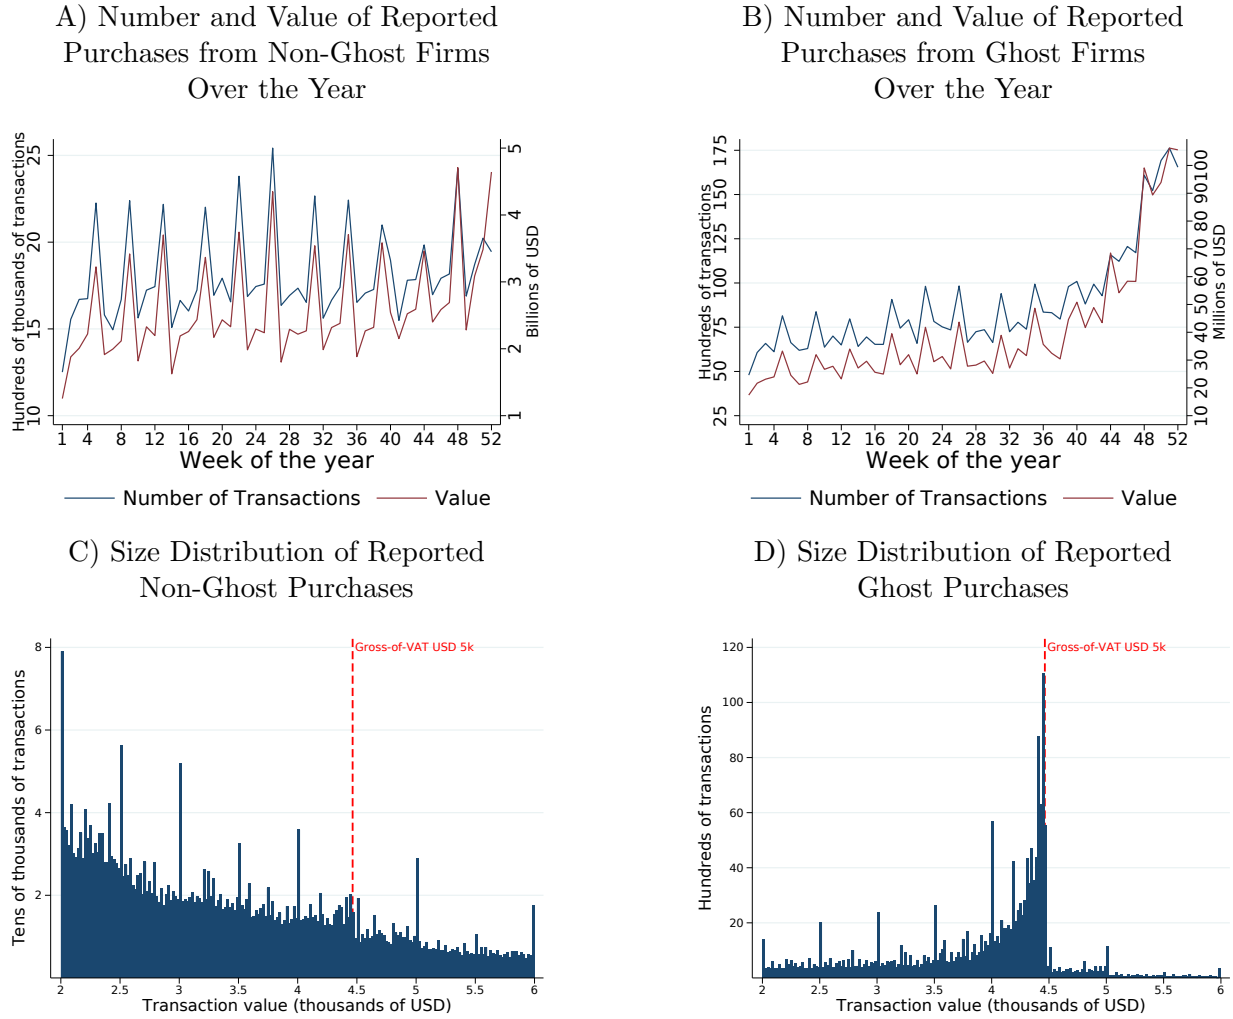 A) Number and Value of Reported
Purchases from Non-Ghost Firms
Over the Year
Hundreds of thousands of transactions
25
20
15
10
5
4
3
2
1
Billions of USD
1 4 8 12 16 20 24 28 32 36 40 44 48 52
Week of the year
Number of Transactions Value
B) Number and Value of Reported
Purchases from Ghost Firms
Over the Year
Hundreds of transactions
175
150
125
100
75
50
25
100
90
80
70
60
50
40
30
20
10
Millions of USD
1 4 8 12 16 20 24 28 32 36 40 44 48 52
Week of the year
Number of Transactions Value
C) Size Distribution of Reported
Non-Ghost Purchases
Tens of thousands of transactions
8
6
4
2
Gross-of-VAT USD 5k
2 2.5 3 3.5 4 4.5 5 5.5 6
Transaction value (thousands of USD)
D) Size Distribution of Reported
Ghost Purchases
Hundreds of transactions
120
100
80
60
40
20
Gross-of-VAT USD 5k
2 2.5 3 3.5 4 4.5 5 5.5 6
Transaction value (thousands of USD)